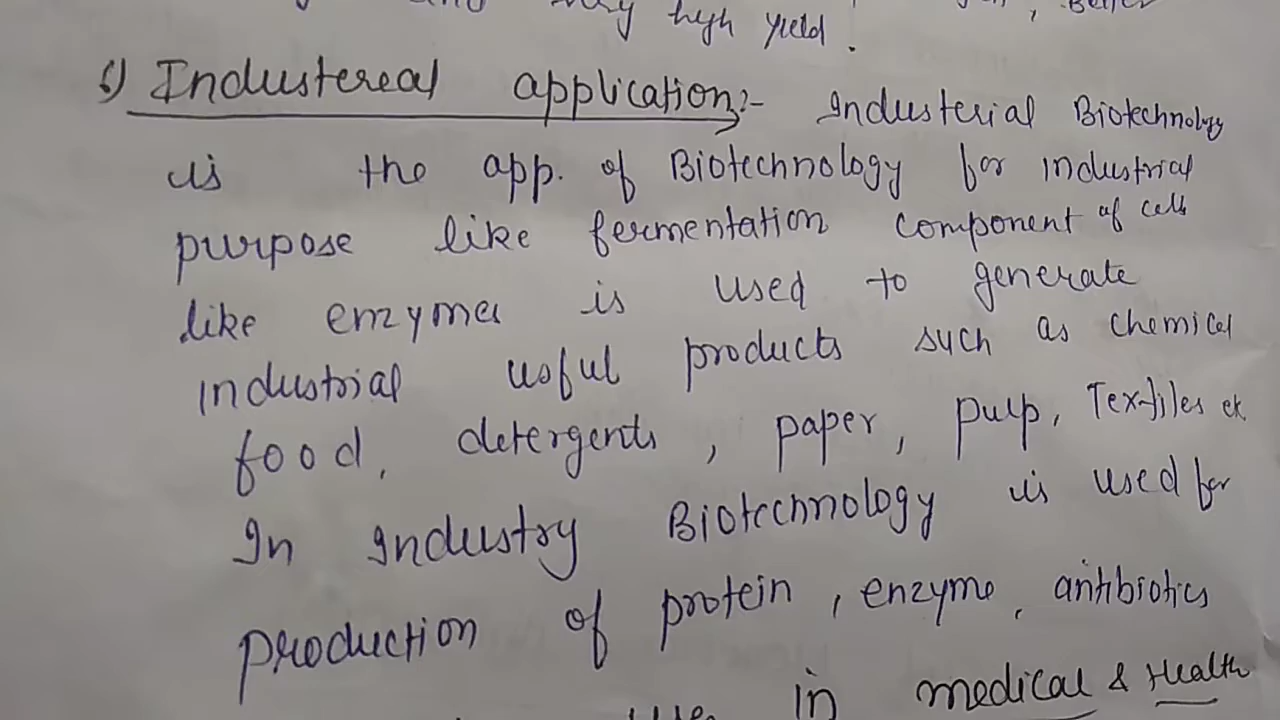 very high yield.
6) Industereal application:- Industerial Biotechnology
is the app. of Biotechnology for industrial
purpose like fermentation component of cells
like enzymes is used to generate
industrial usful products such as chemical
food, detergents, paper, pulp, Textiles etc.
In industry Biotechnology is used for
production of protein, enzyme, antibiotics
in medical & Health